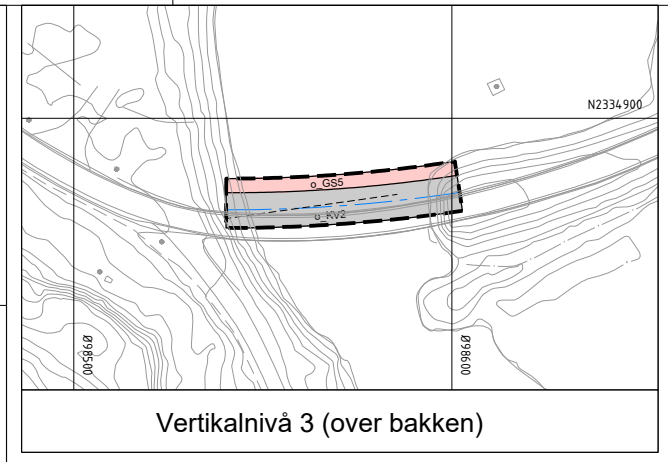 N2334900
o_GS5
o_KV2
Ø98500
Ø98600
Vertikalnivå 3 (over bakken)